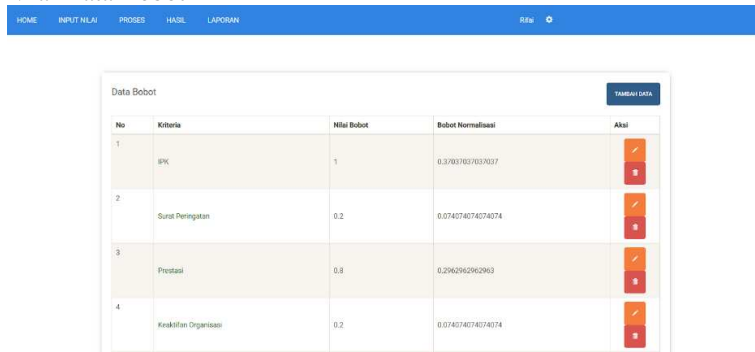 HOME INPUT NILAI PROSES HASIL LAPORAN Rifai
Data Bobot TAMBAH DATA
No Kriteria Nilai Bobot Bobot Normalisasi Aksi
1 IPK 1 0.37037037037037
2 Surat Peringatan 0.2 0.074074074074074
3 Prestasi 0.8 0.2962962962963
4 Keaktifan Organisasi 0.2 0.074074074074074